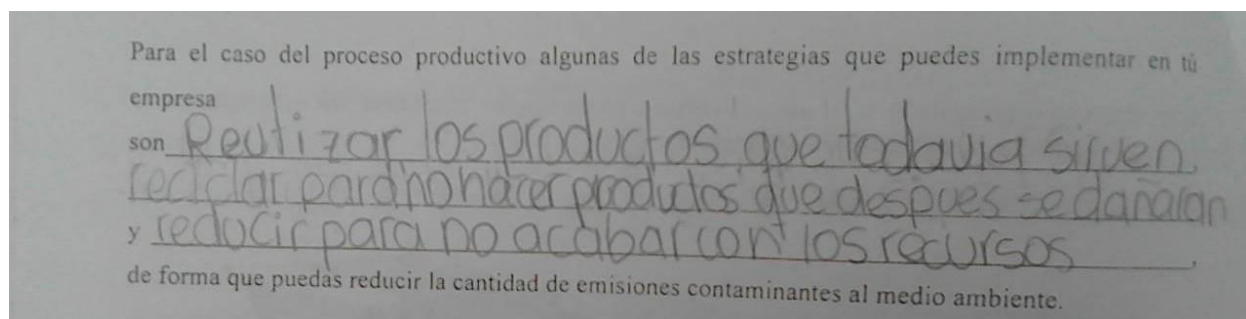 Para el caso del proceso productivo algunas de las estrategias que puedes implementar en tú
empresa
son Reutilizar los productos que todavia sirven,
reciclar para no hacer productos que despues se dañaran
y reducir para no acabar con los recursos,
de forma que puedas reducir la cantidad de emisiones contaminantes al medio ambiente.